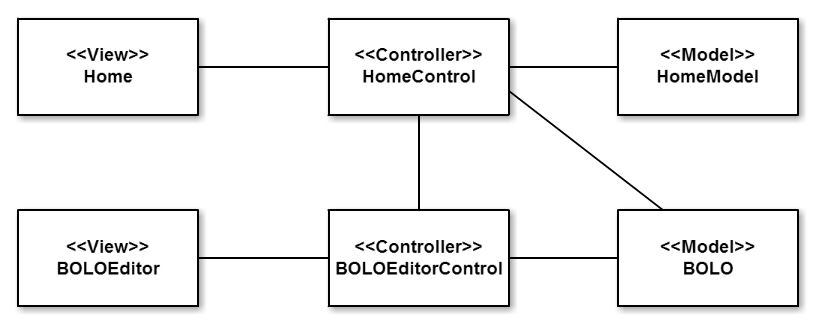 <<View>>
Home
<<Controller>>
HomeControl
<<Model>>
HomeModel
<<View>>
BOLOEditor
<<Controller>>
BOLOEditorControl
<<Model>>
BOLO